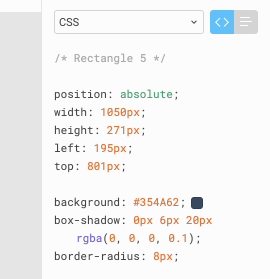 CSS
/* Rectangle 5 */
position: absolute;
width: 1050px;
height: 271px;
left: 195px;
top: 801px;
background: #354A62;
box-shadow: 0px 6px 20px
rgba(0, 0, 0, 0.1);
border-radius: 8px;